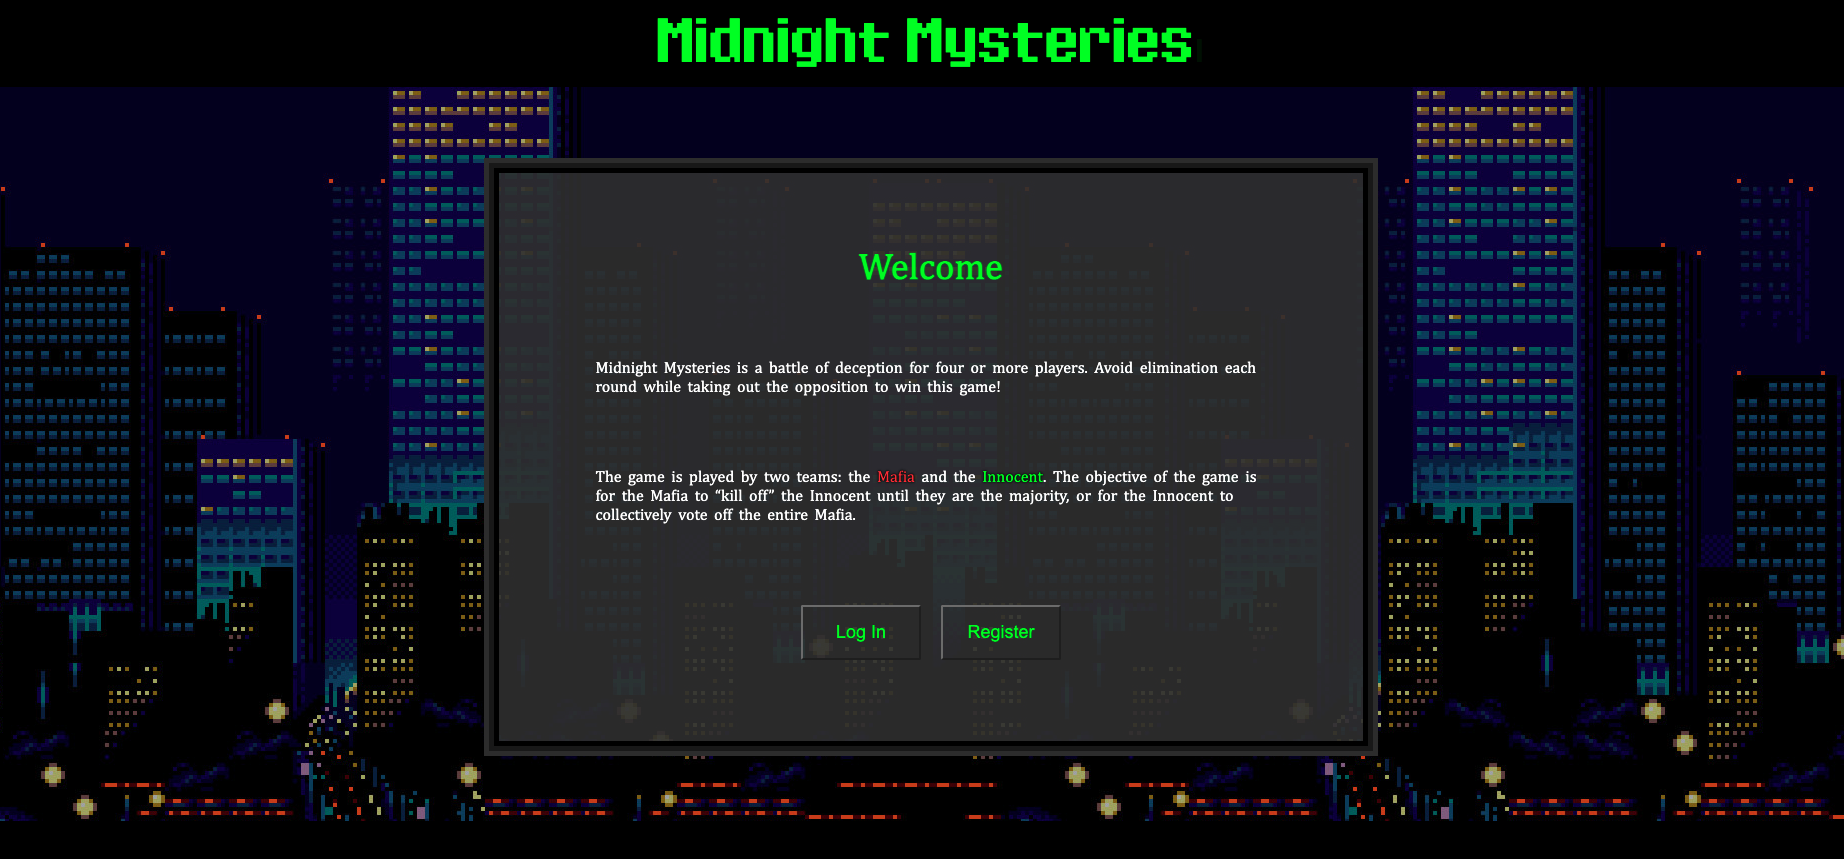 Midnight Mysteries
Welcome
Midnight Mysteries is a battle of deception for four or more players. Avoid elimination each
round while taking out the opposition to win this game!
The game is played by two teams: the Mafia and the Innocent. The objective of the game is
for the Mafia to “kill off” the Innocent until they are the majority, or for the Innocent to
collectively vote off the entire Mafia.
Log In
Register